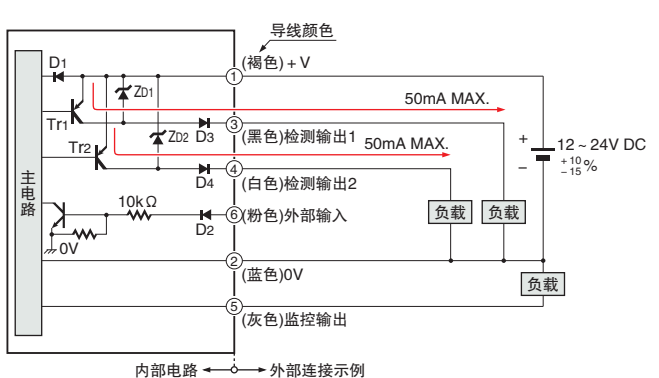 导线颜色
D1
① (褐色)+V
ZD1
50mA MAX.
Tr1
ZD2
D3
③ (黑色)检测输出1
50mA MAX.
+
12~24V DC
+10
-15 %
−
Tr2
D4
④ (白色)检测输出2
主电路
10kΩ
D2
⑥ (粉色)外部输入
负载
负载
0V
② (蓝色)0V
负载
⑤ (灰色)监控输出
内部电路
外部连接示例